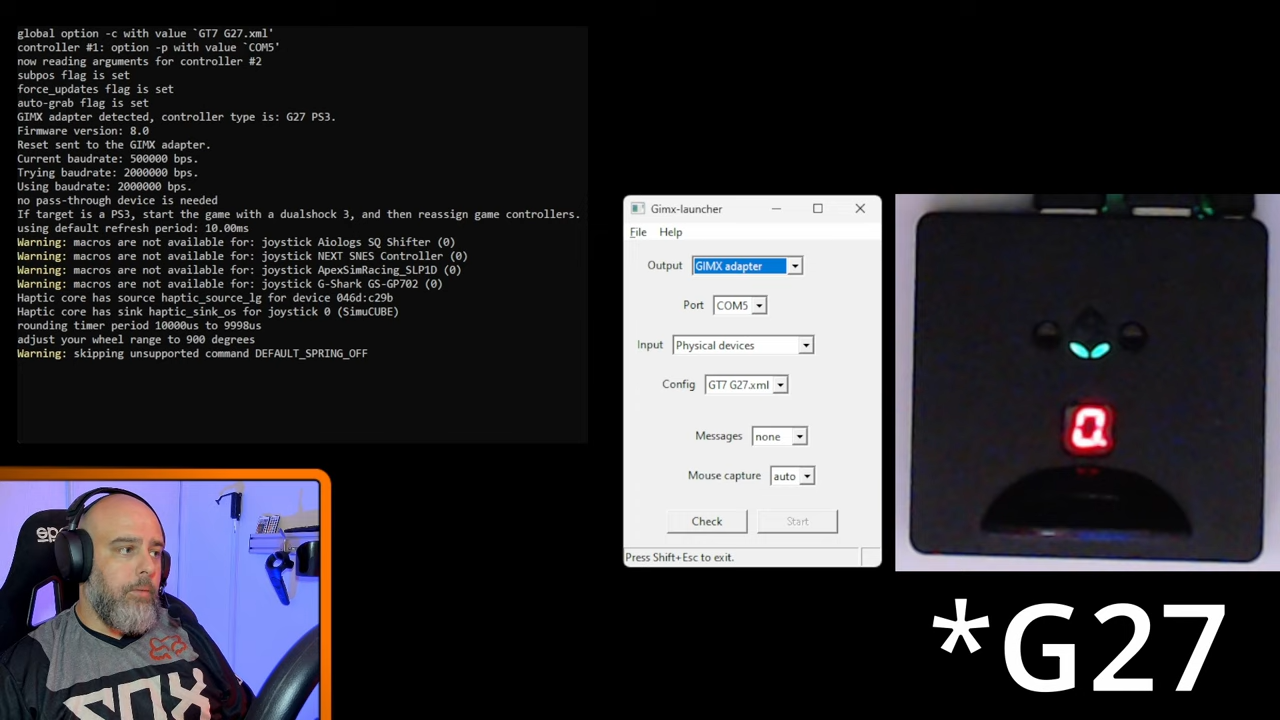 global option -c with value `GT7 G27.xml'
controller #1: option -p with value `COM5'
now reading arguments for controller #2
subpos flag is set
force_updates flag is set
auto-grab flag is set
GIMX adapter detected, controller type is: G27 PS3.
Firmware version: 8.0
Reset sent to the GIMX adapter.
Current baudrate: 500000 bps.
Trying baudrate: 2000000 bps.
Using baudrate: 2000000 bps.
no pass-through device is needed
If target is a PS3, start the game with a dualshock 3, and then reassign game controllers.
using default refresh period: 10.00ms
Warning: macros are not available for: joystick Aiologs SQ Shifter (0)
Warning: macros are not available for: joystick NEXT SNES Controller (0)
Warning: macros are not available for: joystick ApexSimRacing_SLP1D (0)
Warning: macros are not available for: joystick G-Shark GS-GP702 (0)
Haptic core has source haptic_source_lg for device 046d:c29b
Haptic core has sink haptic_sink_os for joystick 0 (SimuCUBE)
rounding timer period 10000us to 9998us
adjust your wheel range to 900 degrees
Warning: skipping unsupported command DEFAULT_SPRING_OFF
Gimx-launcher
File Help
Output GIMX adapter
Port COM5
Input Physical devices
Config GT7 G27.xml
Messages none
Mouse capture auto
Check Start
Press Shift+Esc to exit.
*G27
FOX